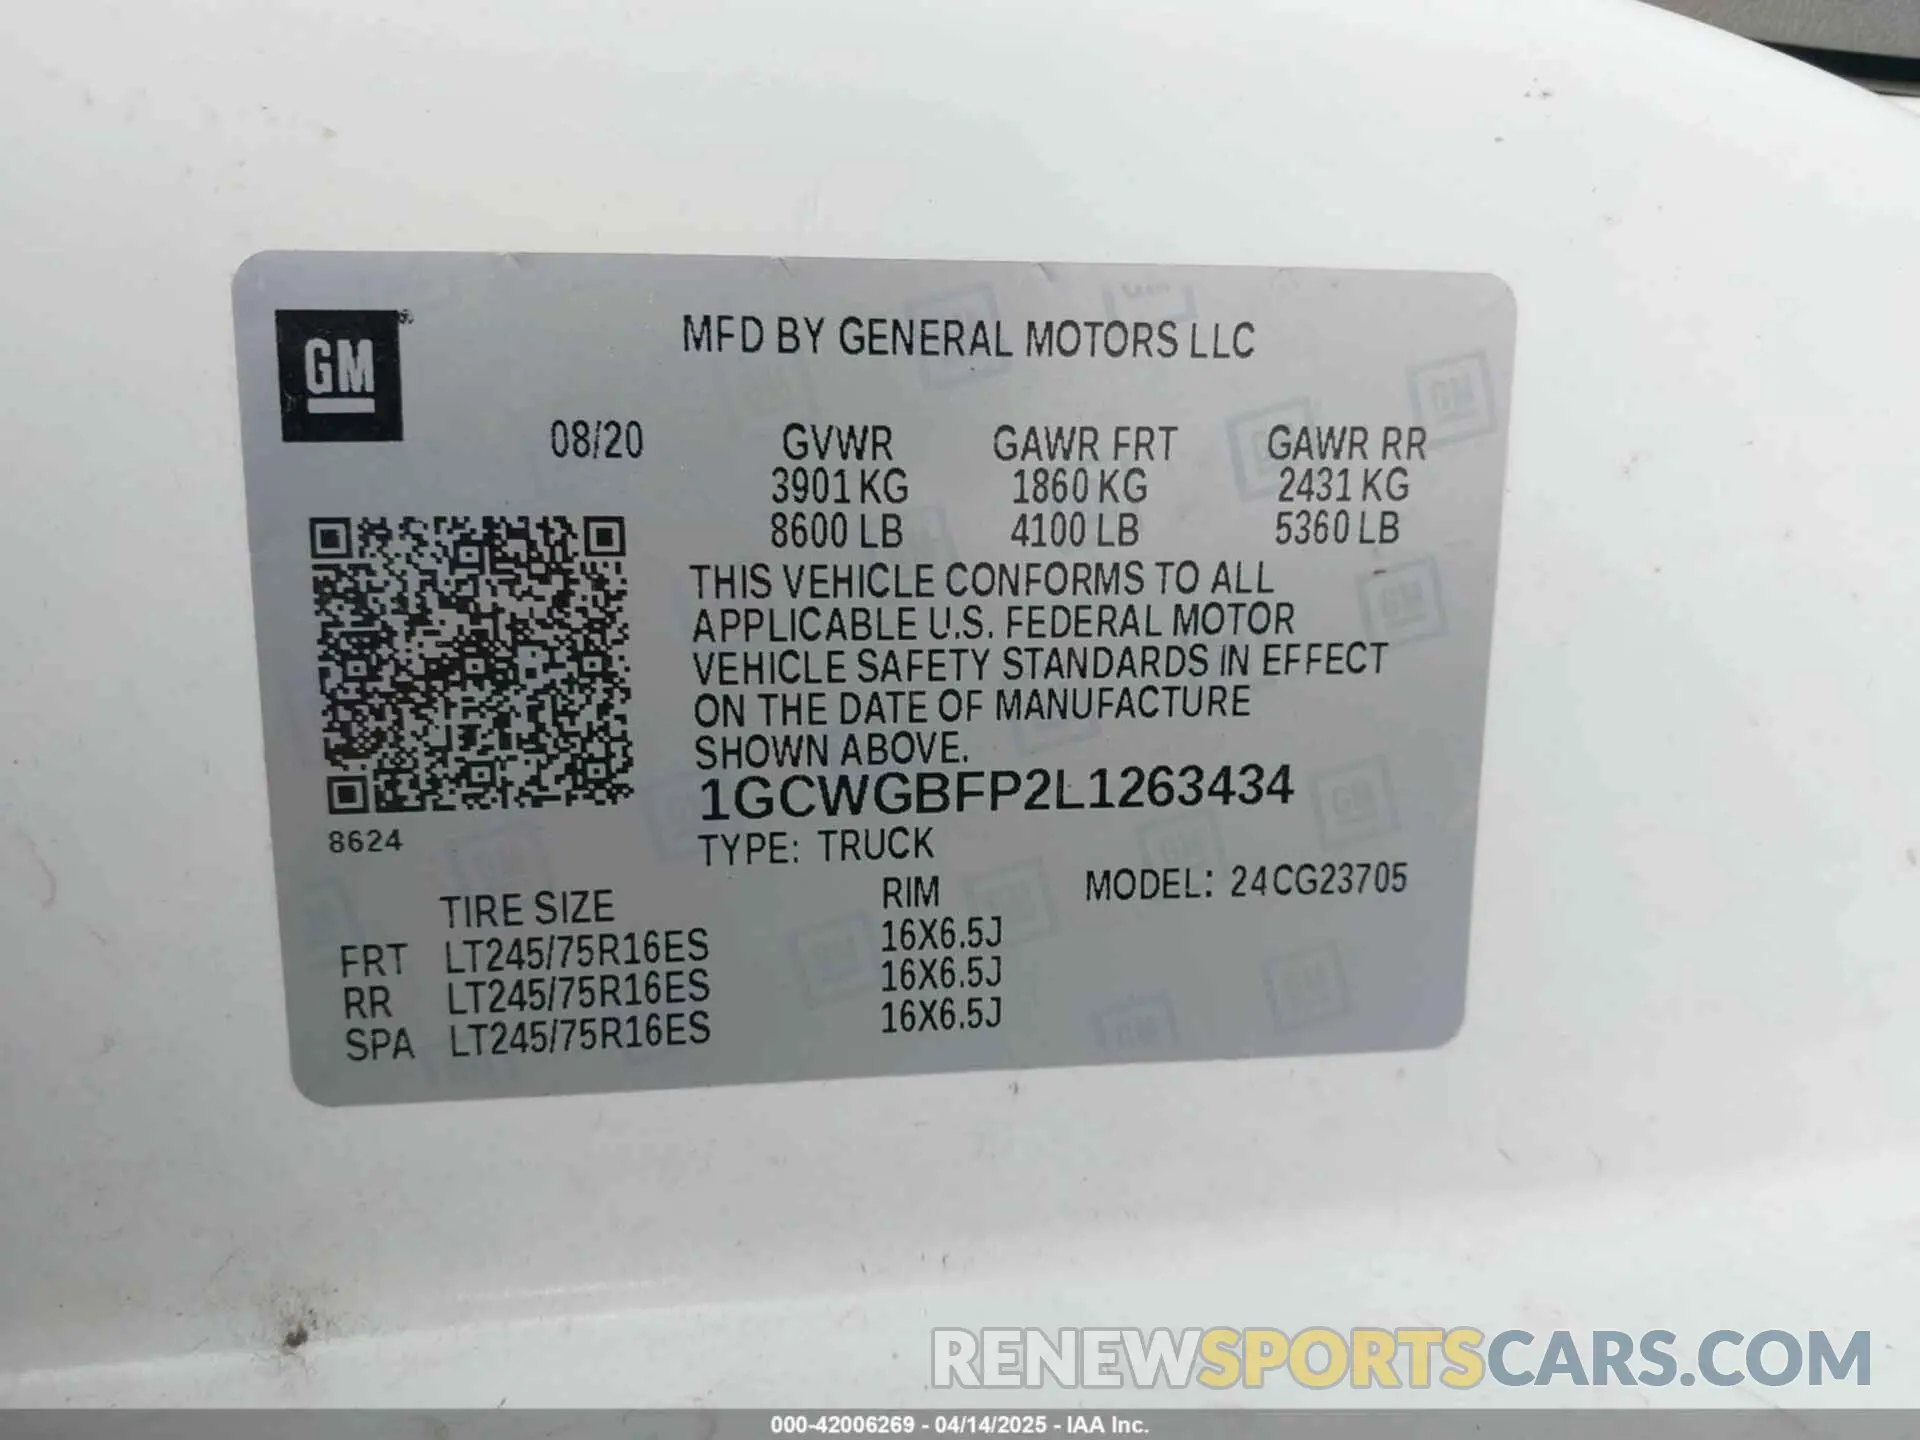 GM®
MFD BY GENERAL MOTORS LLC
08/20 GVWR GAWR FRT GAWR RR
3901 KG 1860 KG 2431 KG
8600 LB 4100 LB 5360 LB
THIS VEHICLE CONFORMS TO ALL
APPLICABLE U.S. FEDERAL MOTOR
VEHICLE SAFETY STANDARDS IN EFFECT
ON THE DATE OF MANUFACTURE
SHOWN ABOVE.
1GCWGBFP2L1263434
8624
TYPE: TRUCK
TIRE SIZE RIM MODEL: 24CG23705
FRT LT245/75R16ES 16X6.5J
RR LT245/75R16ES 16X6.5J
SPA LT245/75R16ES 16X6.5J
RENEWSPORTSCARS.COM
000-42006269 - 04/14/2025 - IAA Inc.